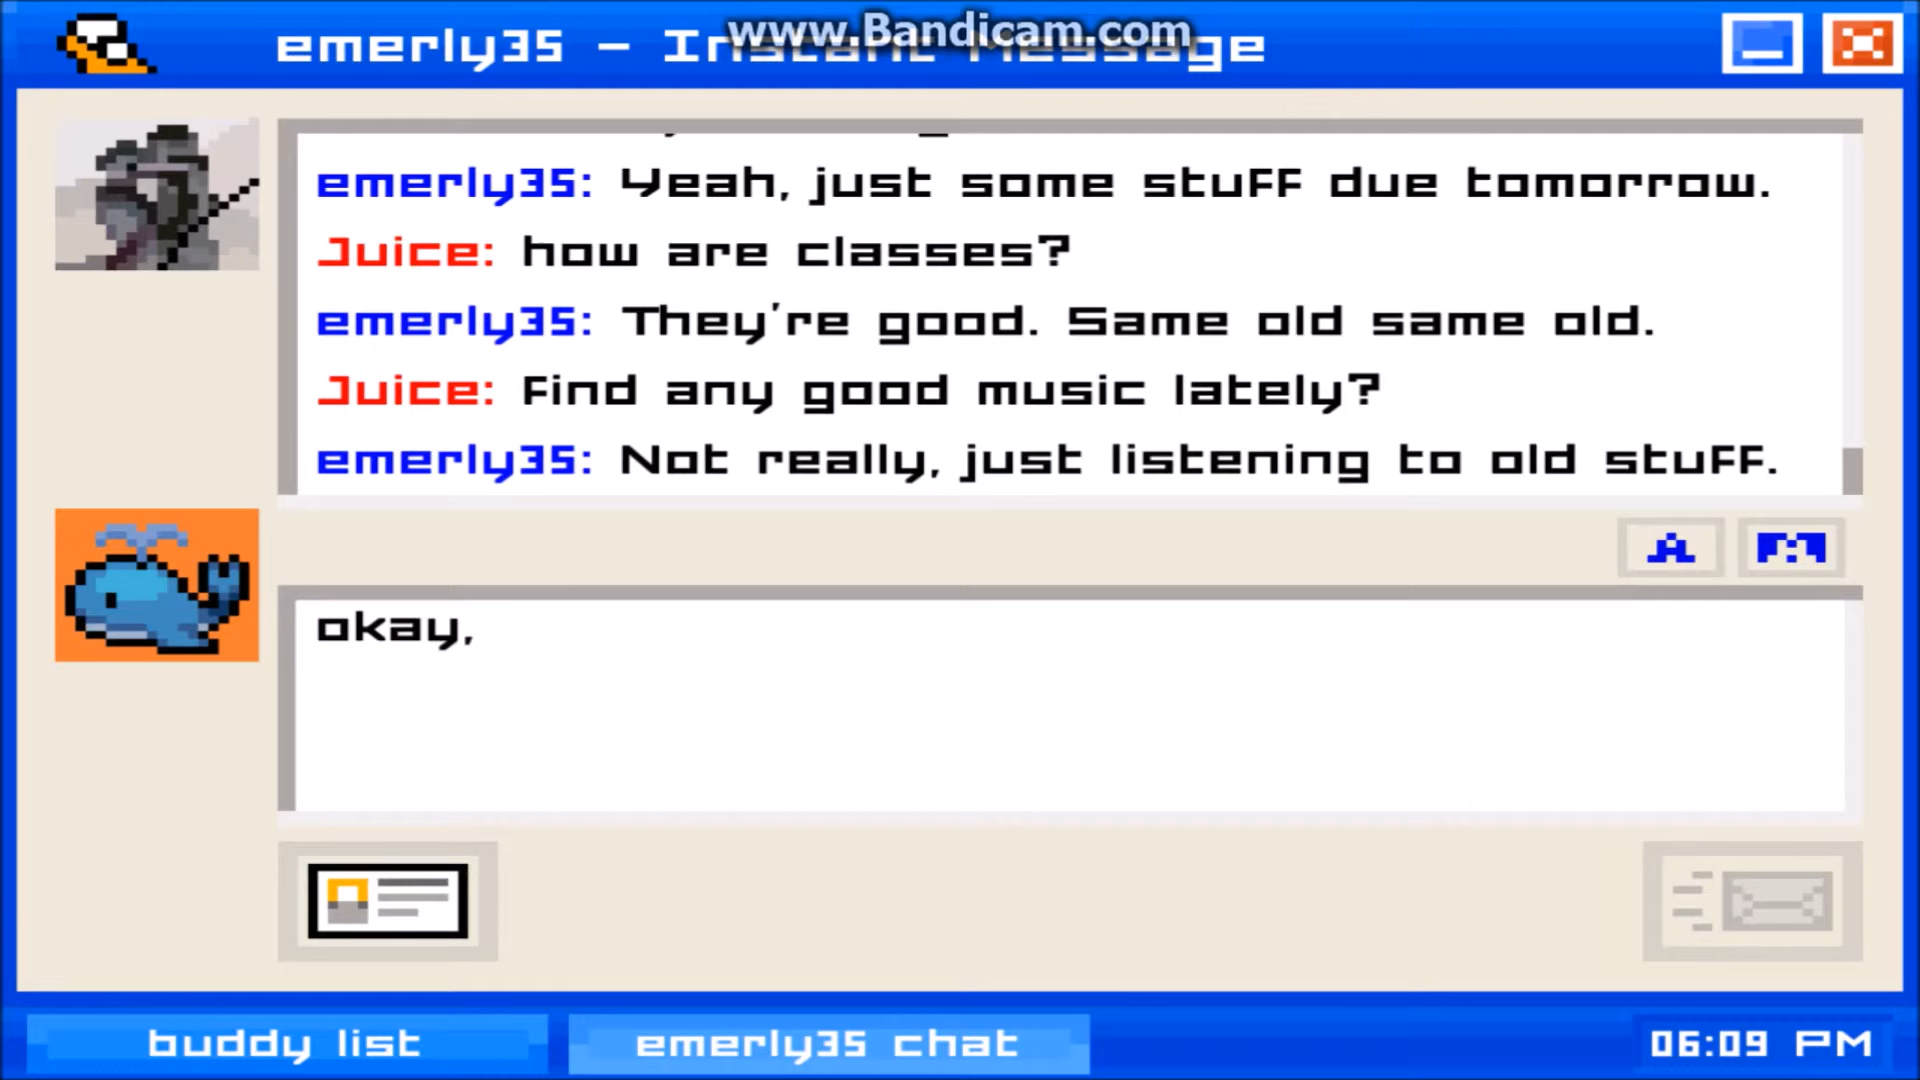 www.Bandicam.com
emerly35 - Instant Message
emerly35: Yeah, just some stuff due tomorrow.
Juice: how are classes?
emerly35: They're good. Same old same old.
Juice: Find any good music lately?
emerly35: Not really, just listening to old stuff.
A
okay,
buddy list
emerly35 chat
06:09 PM